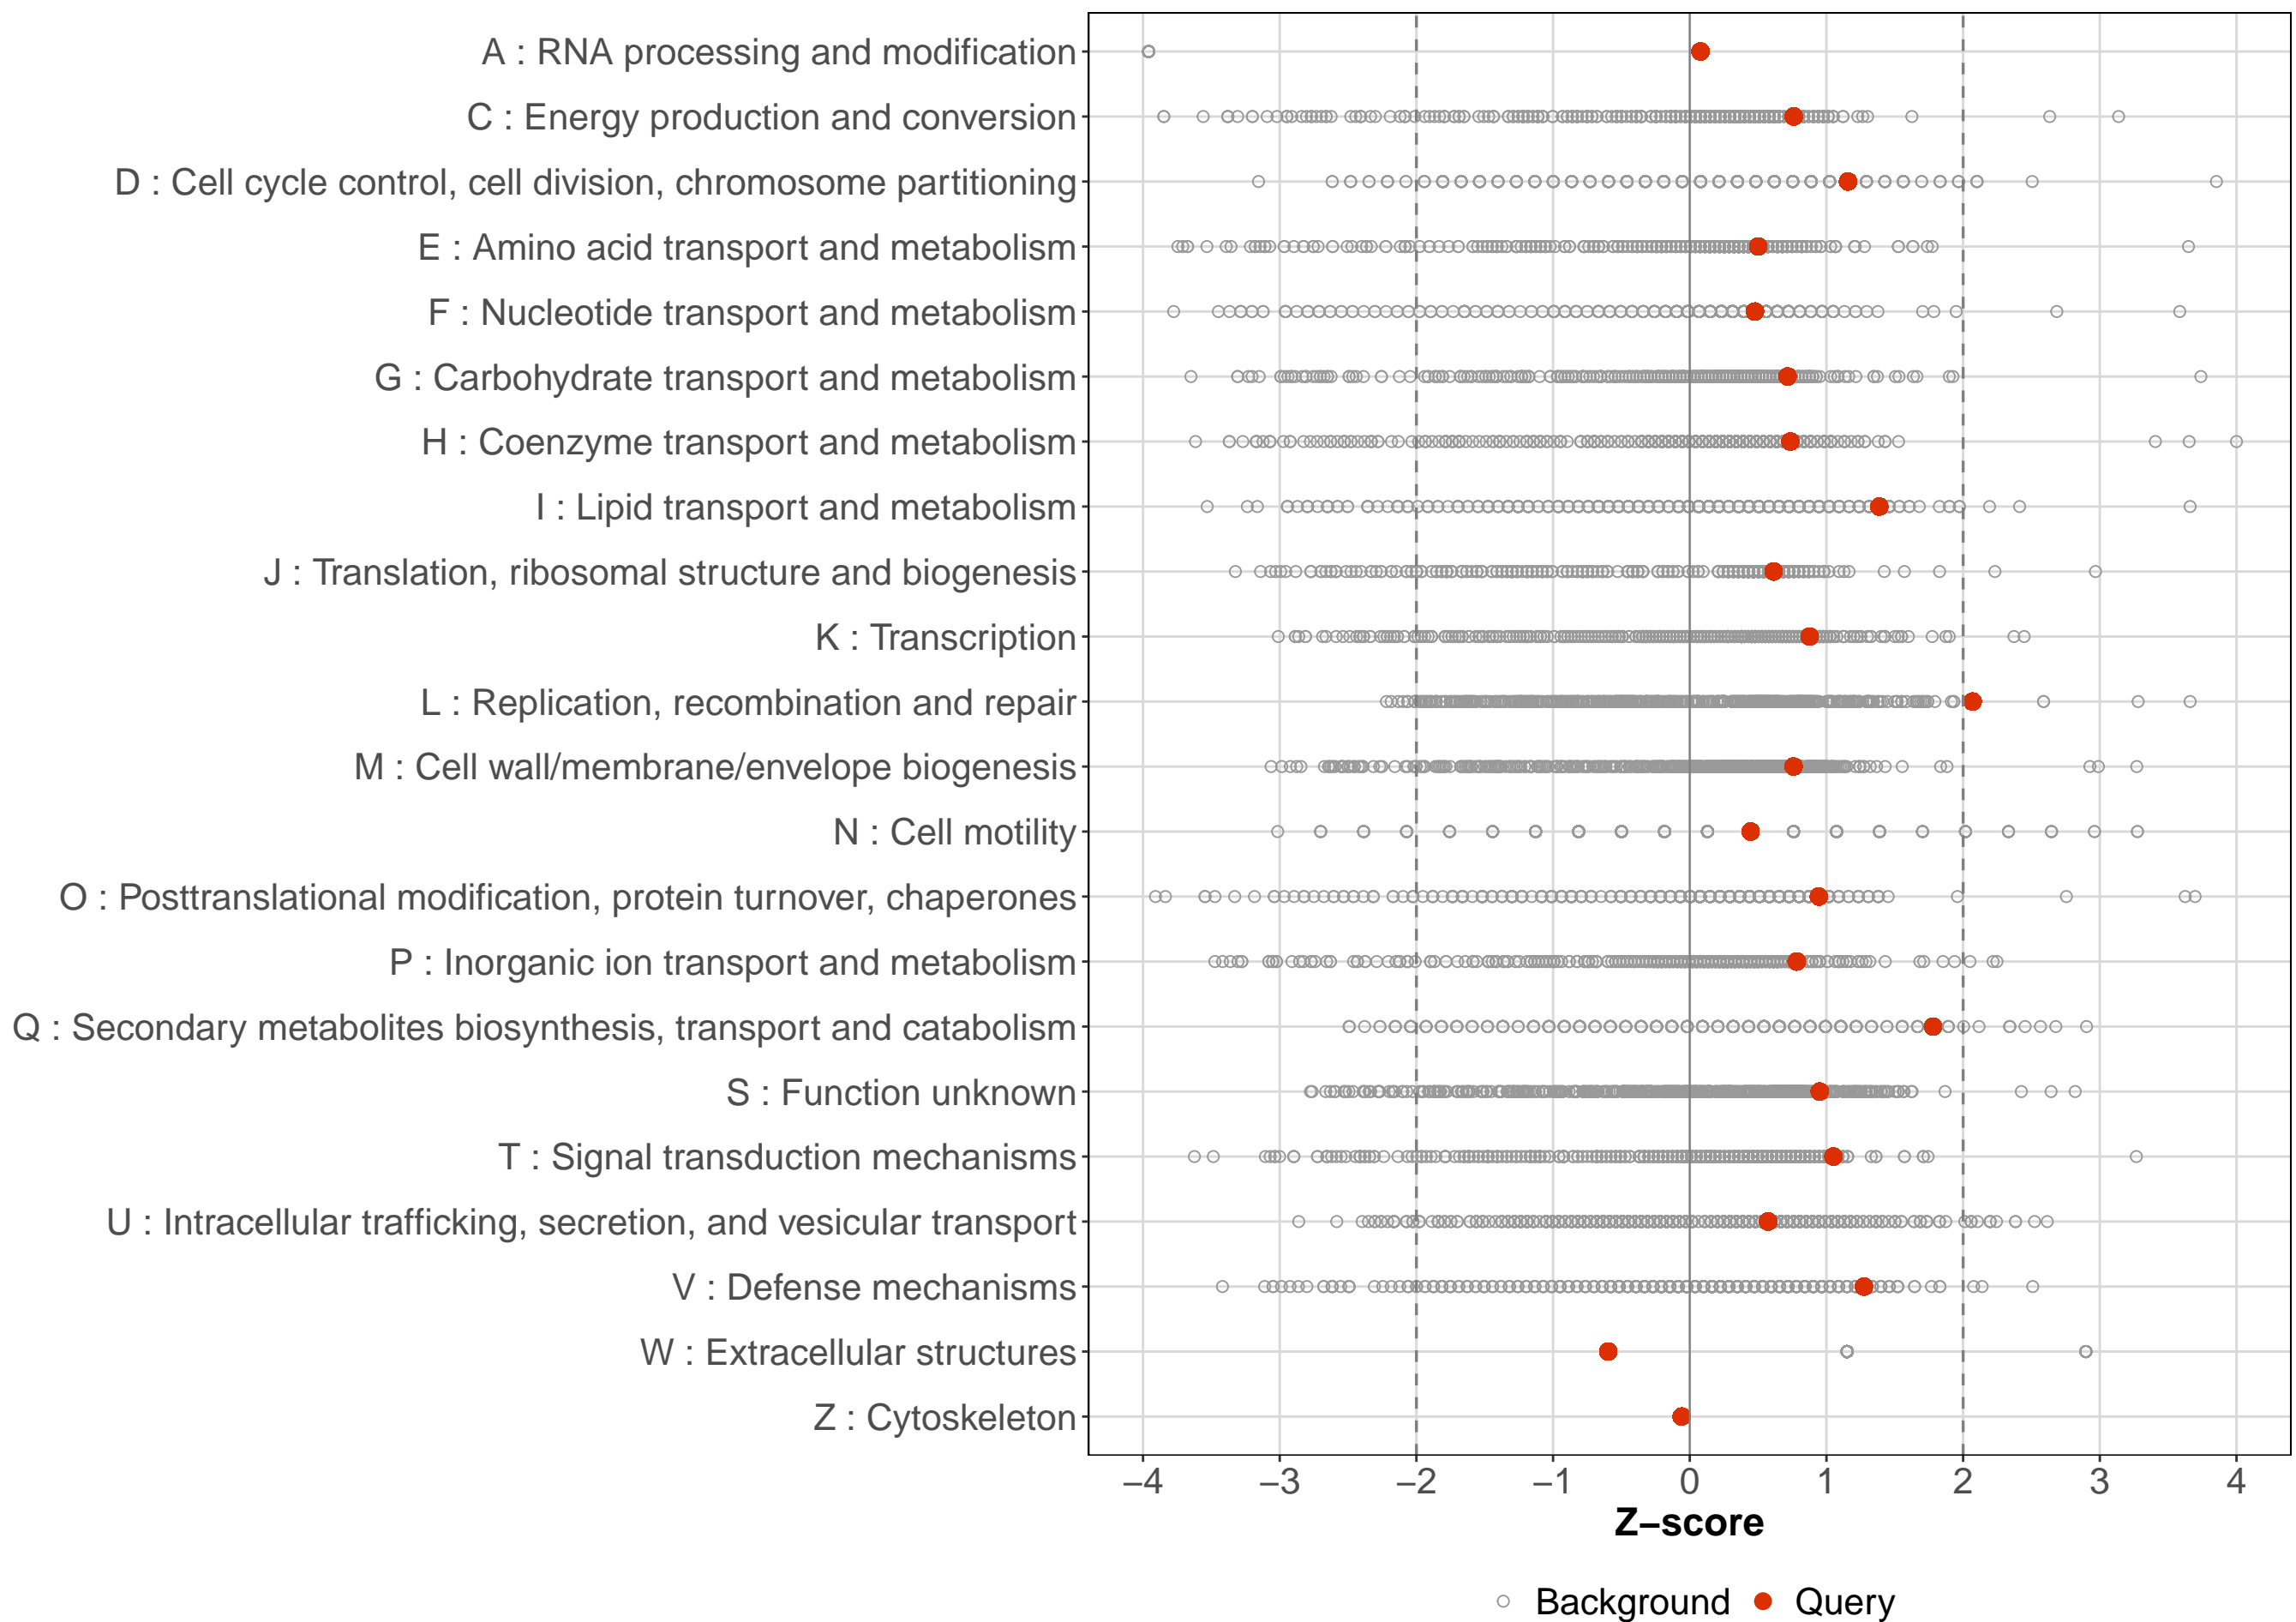 A : RNA processing and modification
C : Energy production and conversion
D : Cell cycle control, cell division, chromosome partitioning
E : Amino acid transport and metabolism
F : Nucleotide transport and metabolism
G : Carbohydrate transport and metabolism
H : Coenzyme transport and metabolism
I : Lipid transport and metabolism
J : Translation, ribosomal structure and biogenesis
K : Transcription
L : Replication, recombination and repair
M : Cell wall/membrane/envelope biogenesis
N : Cell motility
O : Posttranslational modification, protein turnover, chaperones
P : Inorganic ion transport and metabolism
Q : Secondary metabolites biosynthesis, transport and catabolism
S : Function unknown
T : Signal transduction mechanisms
U : Intracellular trafficking, secretion, and vesicular transport
V : Defense mechanisms
W : Extracellular structures
Z : Cytoskeleton
−4 −3 −2 −1 0 1 2 3 4
Z−score
Background Query